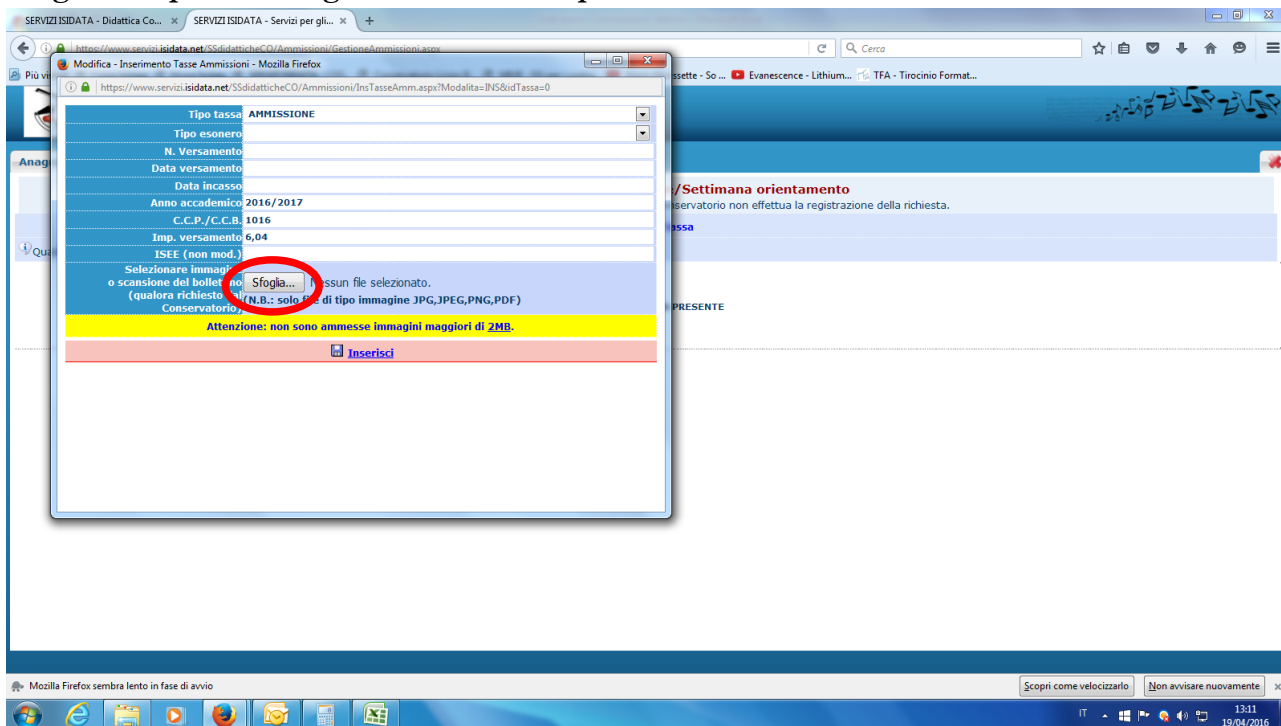 SERVIZI ISIDATA - Didattica Co...
SERVIZI ISIDATA - Servizi per gli...
https://www.servizi.isidata.net/SSdidatticheCO/Ammissioni/GestioneAmmissioni.aspx
Cerca
Modifica - Inserimento Tasse Ammissioni - Mozilla Firefox
Più vi
ssette - So ... Evanescence - Lithium... TFA - Tirocinio Format...
https://www.servizi.isidata.net/SSdidatticheCO/Ammissioni/InsTasseAmm.aspx?Modalita=INS&idTassa=0
Tipo tassa AMMISSIONE
Tipo esonero
N. Versamento
Anag
Data versamento
Data incasso
/Settimana orientamento
Anno accademico 2016/2017
servatorio non effettua la registrazione della richiesta.
C.C.P./C.C.B. 1016
assa
Imp. versamento 6,04
Qua
ISEE (non mod.)
Selezionare immagi
o scansione del bollettino Sfoglia... Nessun file selezionato.
(qualora richiesto
(N.B.: solo file di tipo immagine JPG,JPEG,PNG,PDF)
Conservatorio)
PRESENTE
Attenzione: non sono ammesse immagini maggiori di 2MB.
Inserisci
Mozilla Firefox sembra lento in fase di avvio
Scopri come velocizzarlo
Non avvisare nuovamente
IT
13:11
19/04/2016